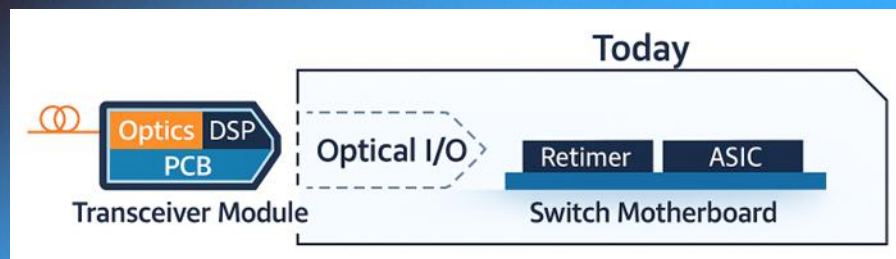 Today
Optics DSP
PCB
Optical I/O
Retimer ASIC
Transceiver Module
Switch Motherboard